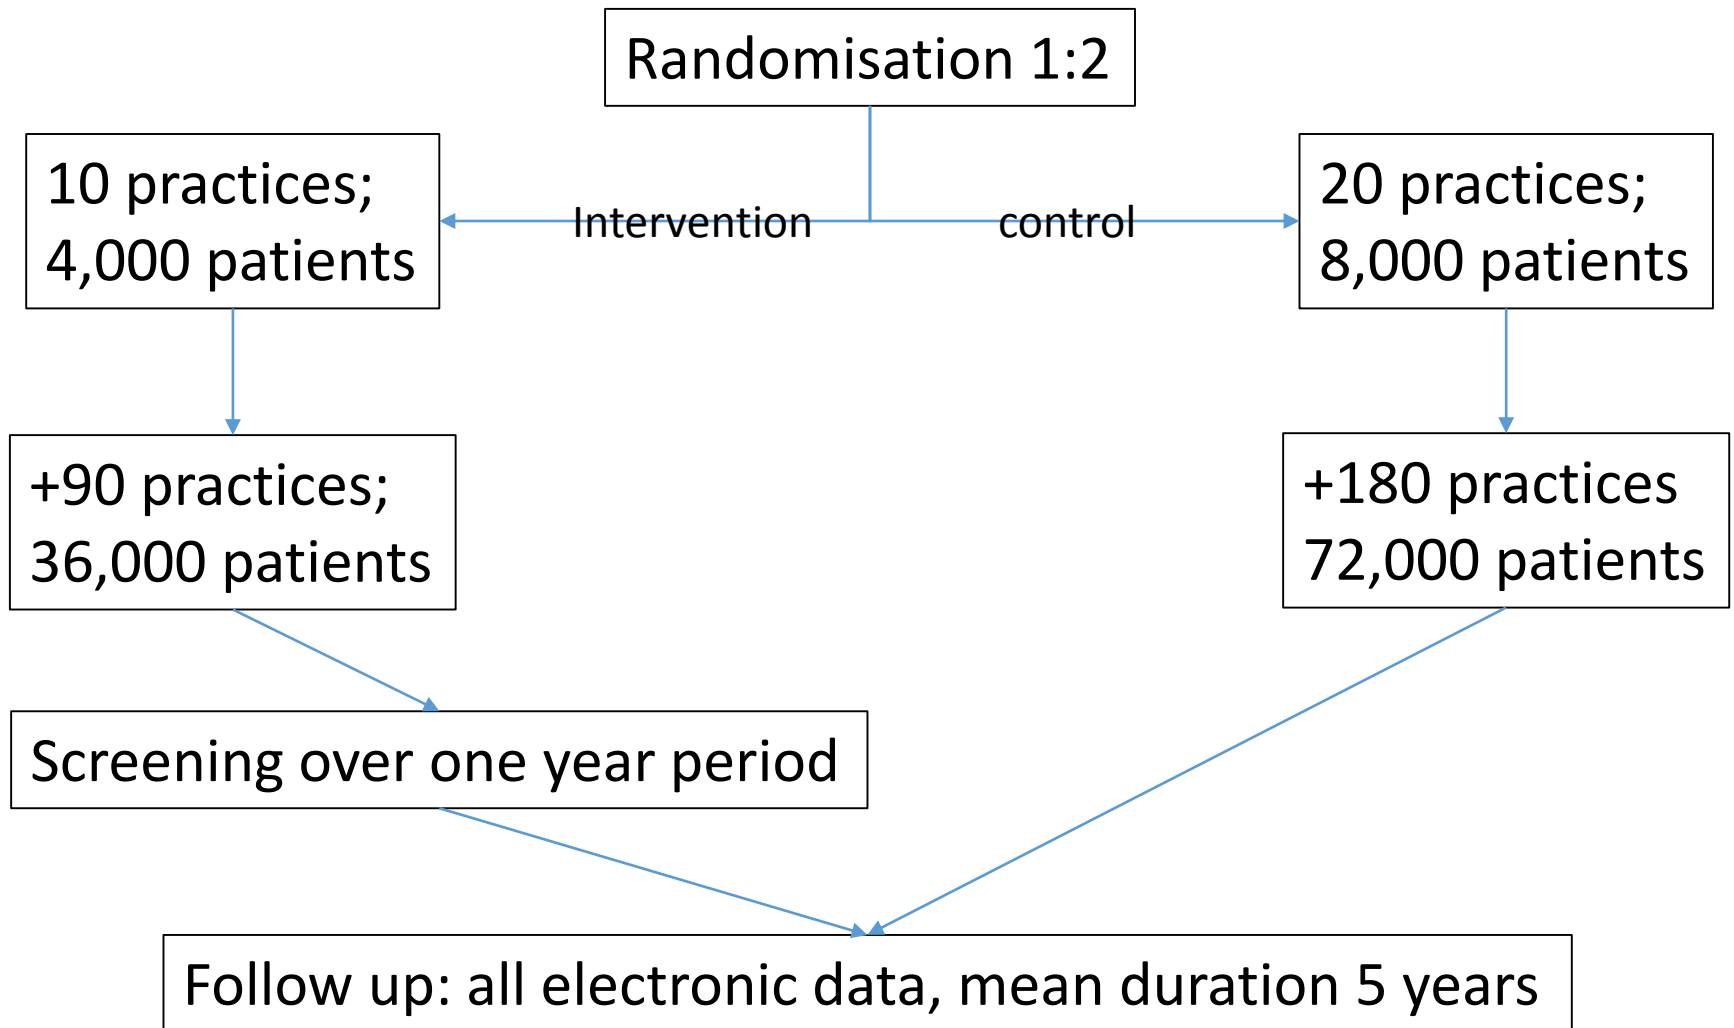 Randomisation 1:2
10 practices;
4,000 patients
Intervention
control
20 practices;
8,000 patients
+90 practices;
36,000 patients
+180 practices
72,000 patients
Screening over one year period
Follow up: all electronic data, mean duration 5 years